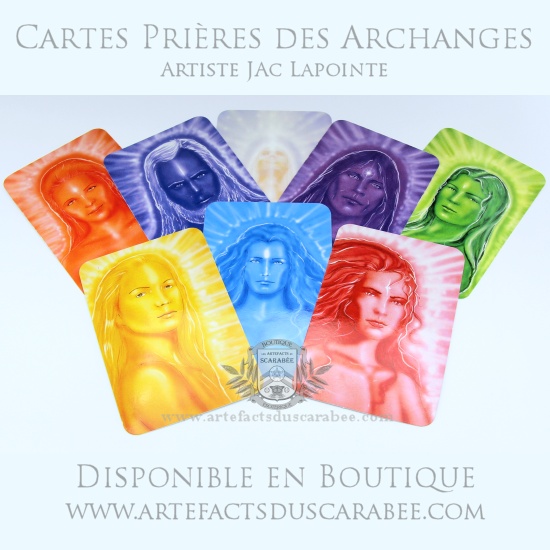 Cartes Prières des Archanges
Artiste Jac Lapointe
BOUTIQUE
LES ARTEFACTS DU
SCARABÉE
www.artefactsduscarabee.com
Disponible en Boutique
www.artefactsduscarabee.com